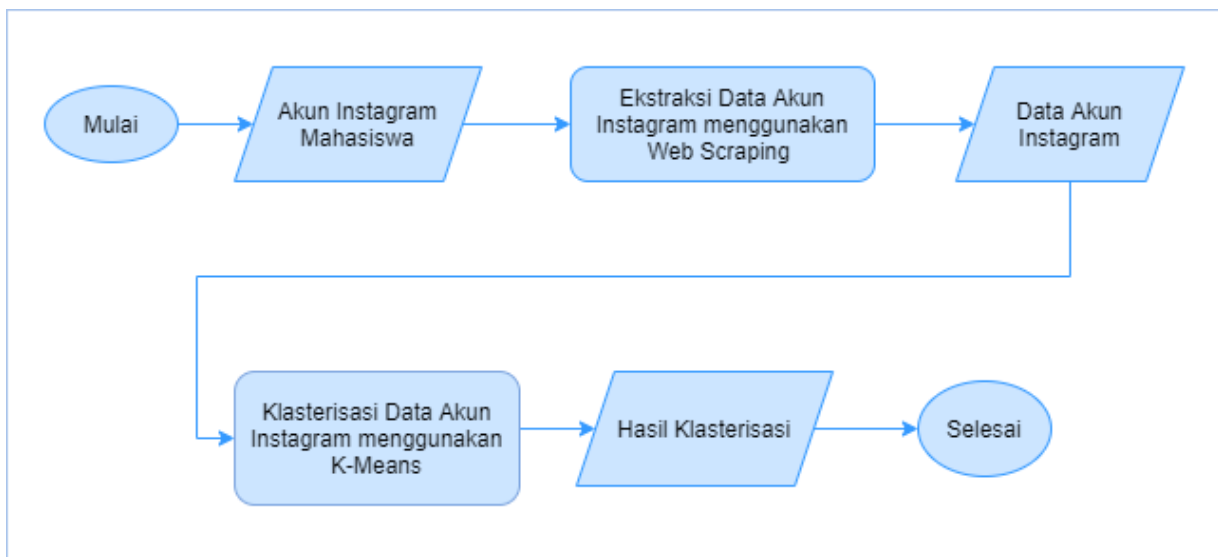 Mulai
Akun Instagram
Mahasiswa
Ekstraksi Data Akun
Instagram menggunakan
Web Scraping
Data Akun
Instagram
Klasterisasi Data Akun
Instagram menggunakan
K-Means
Hasil Klasterisasi
Selesai